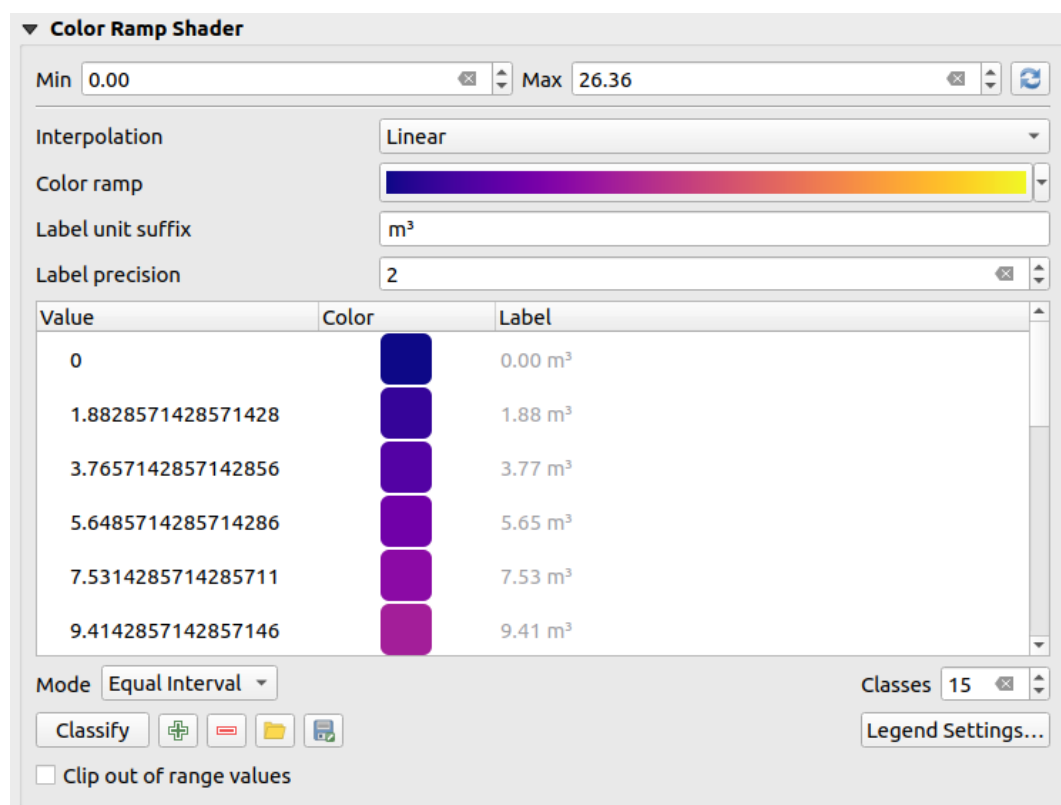 Color Ramp Shader
Min 0.00 Max 26.36
Interpolation Linear
Color ramp
Label unit suffix m³
Label precision 2
Value Color Label
0 0.00 m³
1.8828571428571428 1.88 m³
3.7657142857142856 3.77 m³
5.6485714285714286 5.65 m³
7.5314285714285711 7.53 m³
9.4142857142857146 9.41 m³
Mode Equal Interval Classes 15
Classify Legend Settings...
Clip out of range values